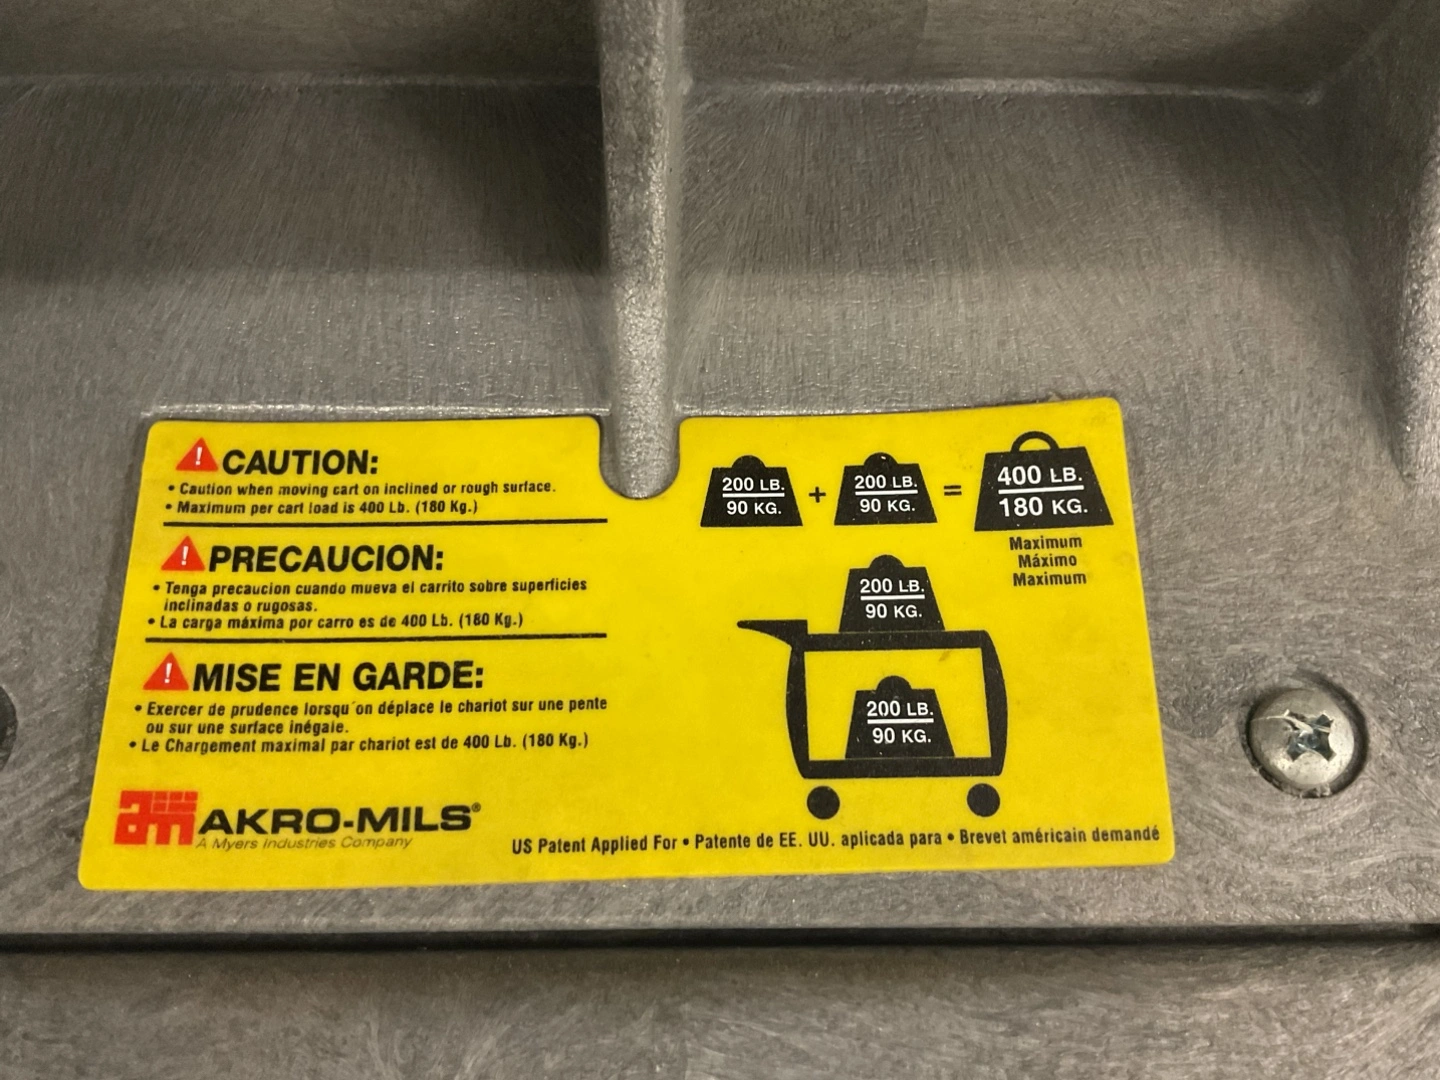 CAUTION:
• Caution when moving cart on inclined or rough surface.
• Maximum per cart load is 400 Lb. (180 Kg.)
PRECAUCION:
• Tenga precaucion cuando mueva el carrito sobre superficies
inclinadas o rugosas.
• La carga máxima por carro es de 400 Lb. (180 Kg.)
MISE EN GARDE:
• Exercer de prudence lorsqu'on déplace le chariot sur une pente
ou sur une surface inégale.
• Le Chargement maximal par chariot est de 400 Lb. (180 Kg.)
am AKRO-MILS®
A Myers Industries Company
200 LB.
90 KG.
+
200 LB.
90 KG.
=
400 LB.
180 KG.
Maximum
Máximo
Maximum
200 LB.
90 KG.
200 LB.
90 KG.
US Patent Applied For • Patente de EE. UU. aplicada para • Brevet américain demandé